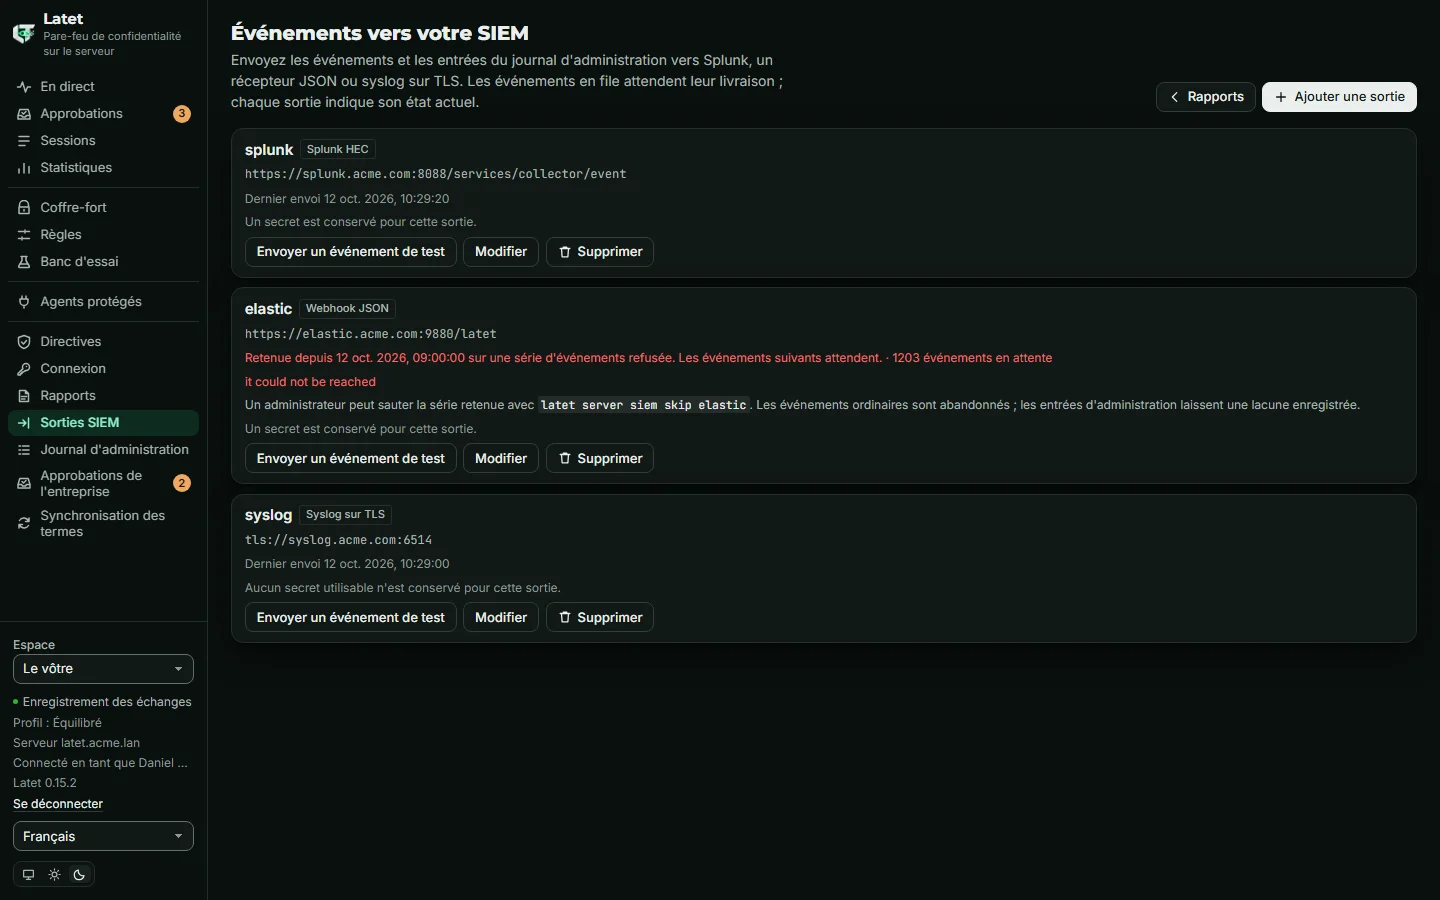 Latet
Pare-feu de confidentialité
sur le serveur
En direct
Approbations 3
Sessions
Statistiques
Coffre-fort
Règles
Banc d'essai
Agents protégés
Directives
Connexion
Rapports
Sorties SIEM
Journal d'administration
Approbations de
l'entreprise 2
Synchronisation des
termes
Espace
Le vôtre
Enregistrement des échanges
Profil : Équilibré
Serveur latet.acme.lan
Connecté en tant que Daniel ...
Latet 0.15.2
Se déconnecter
Français
Événements vers votre SIEM
Envoyez les événements et les entrées du journal d'administration vers Splunk, un
récepteur JSON ou syslog sur TLS. Les événements en file attendent leur livraison ;
chaque sortie indique son état actuel.
Rapports
Ajouter une sortie
splunk Splunk HEC
https://splunk.acme.com:8088/services/collector/event
Dernier envoi 12 oct. 2026, 10:29:20
Un secret est conservé pour cette sortie.
Envoyer un événement de test Modifier Supprimer
elastic Webhook JSON
https://elastic.acme.com:9880/latet
Retenue depuis 12 oct. 2026, 09:00:00 sur une série d'événements refusée. Les événements suivants attendent. · 1203 événements en attente
it could not be reached
Un administrateur peut sauter la série retenue avec latet server siem skip elastic. Les événements ordinaires sont abandonnés ; les entrées d'administration laissent une lacune enregistrée.
Un secret est conservé pour cette sortie.
Envoyer un événement de test Modifier Supprimer
syslog Syslog sur TLS
tls://syslog.acme.com:6514
Dernier envoi 12 oct. 2026, 10:29:00
Aucun secret utilisable n'est conservé pour cette sortie.
Envoyer un événement de test Modifier Supprimer